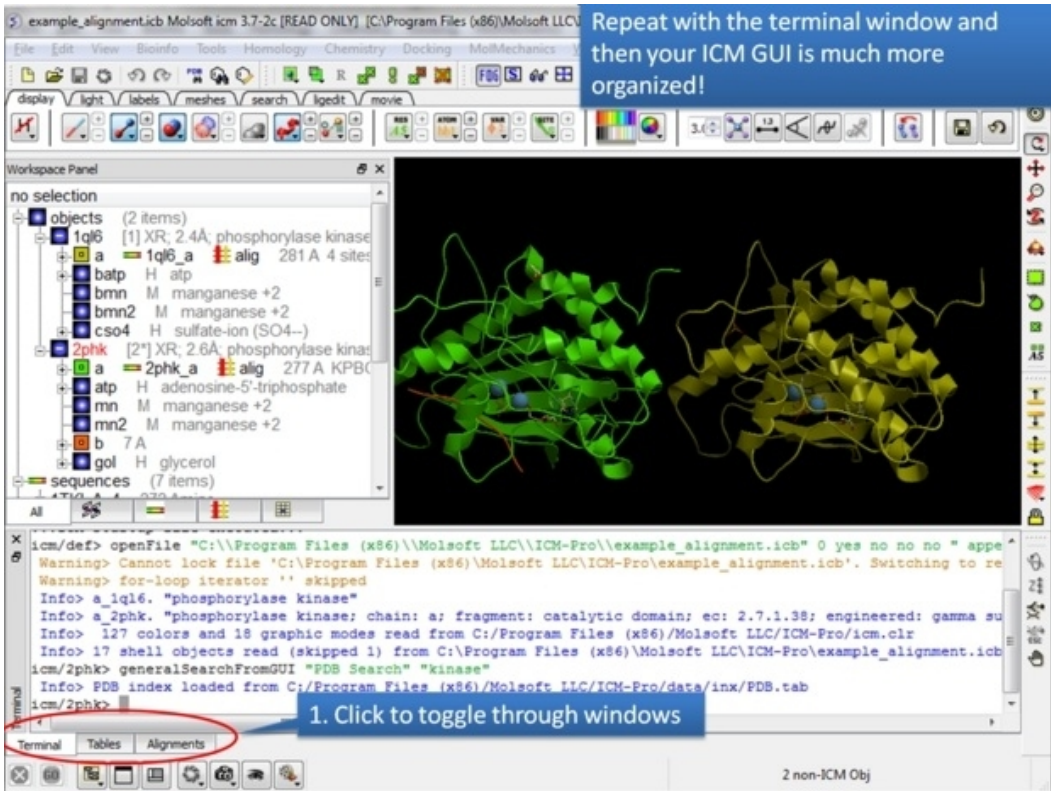 example_alignment.icb Molsoft icm 3.7-2c [READ ONLY] [C:\Program Files (x86)\Molsoft LLC\
Repeat with the terminal window and
then your ICM GUI is much more
organized!
File Edit View Bioinfo Tools Homology Chemistry Docking MolMechanics
display light labels meshes search ligedit movie
Workspace Panel
no selection
objects (2 items)
1ql6 [1] XR; 2.4Å; phosphorylase kinase
a 1ql6_a alig 281 A 4 sites
batp H atp
bmn M manganese +2
bmn2 M manganese +2
cso4 H sulfate-ion (SO4--)
2phk [2*] XR; 2.6Å; phosphorylase kinas
a 2phk_a alig 277 A KPB
atp H adenosine-5'-triphosphate
mn M manganese +2
mn2 M manganese +2
b 7 A
gol H glycerol
sequences (7 items)
All
icm/def> openFile "C:\\Program Files (x86)\\Molsoft LLC\\ICM-Pro\\example_alignment.icb" 0 yes no no no " appe
Warning> Cannot lock file 'C:\Program Files (x86)\Molsoft LLC\ICM-Pro\example_alignment.icb'. Switching to re
Warning> for-loop iterator '' skipped
Info> a_1ql6. "phosphorylase kinase"
Info> a_2phk. "phosphorylase kinase; chain: a; fragment: catalytic domain; ec: 2.7.1.38; engineered: gamma su
Info> 127 colors and 18 graphic modes read from C:/Program Files (x86)/Molsoft LLC/ICM-Pro/icm.clr
Info> 17 shell objects read (skipped 1) from C:\Program Files (x86)\Molsoft LLC\ICM-Pro\example_alignment.icb
icm/2phk> generalSearchFromGUI "PDB Search" "kinase"
Info> PDB index loaded from C:/Program Files (x86)/Molsoft LLC/ICM-Pro/data/inx/PDB.tab
icm/2phk>
Terminal
1. Click to toggle through windows
Terminal Tables Alignments
2 non-ICM Obj